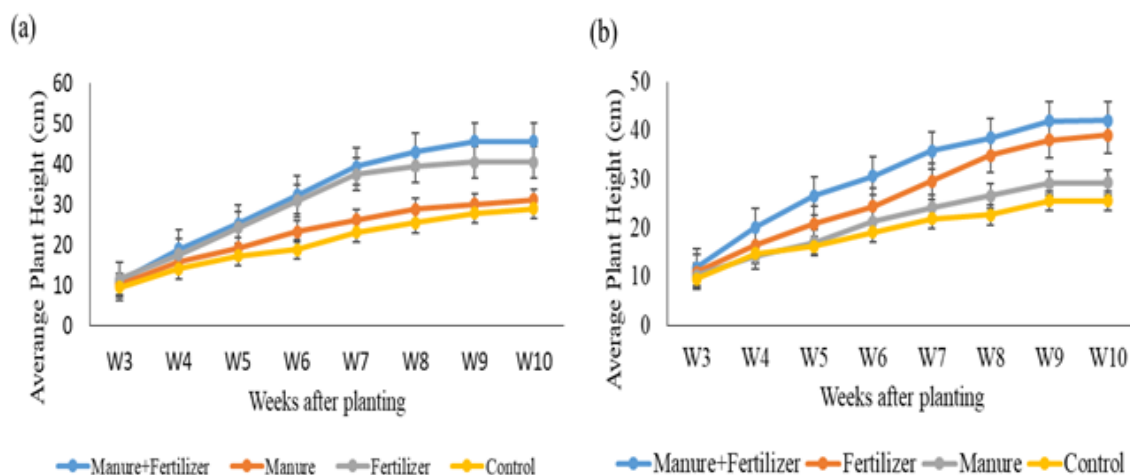 (a)
Averange Plant Height (cm)
60
50
40
30
20
10
0
W3 W4 W5 W6 W7 W8 W9 W10
Weeks after planting
Manure+Fertilizer Manure Fertilizer Control
(b)
Average Plant Height (cm)
50
40
30
20
10
0
W3 W4 W5 W6 W7 W8 W9 W10
Weeks after planting
Manure+Fertilizer Fertilizer Manure Control